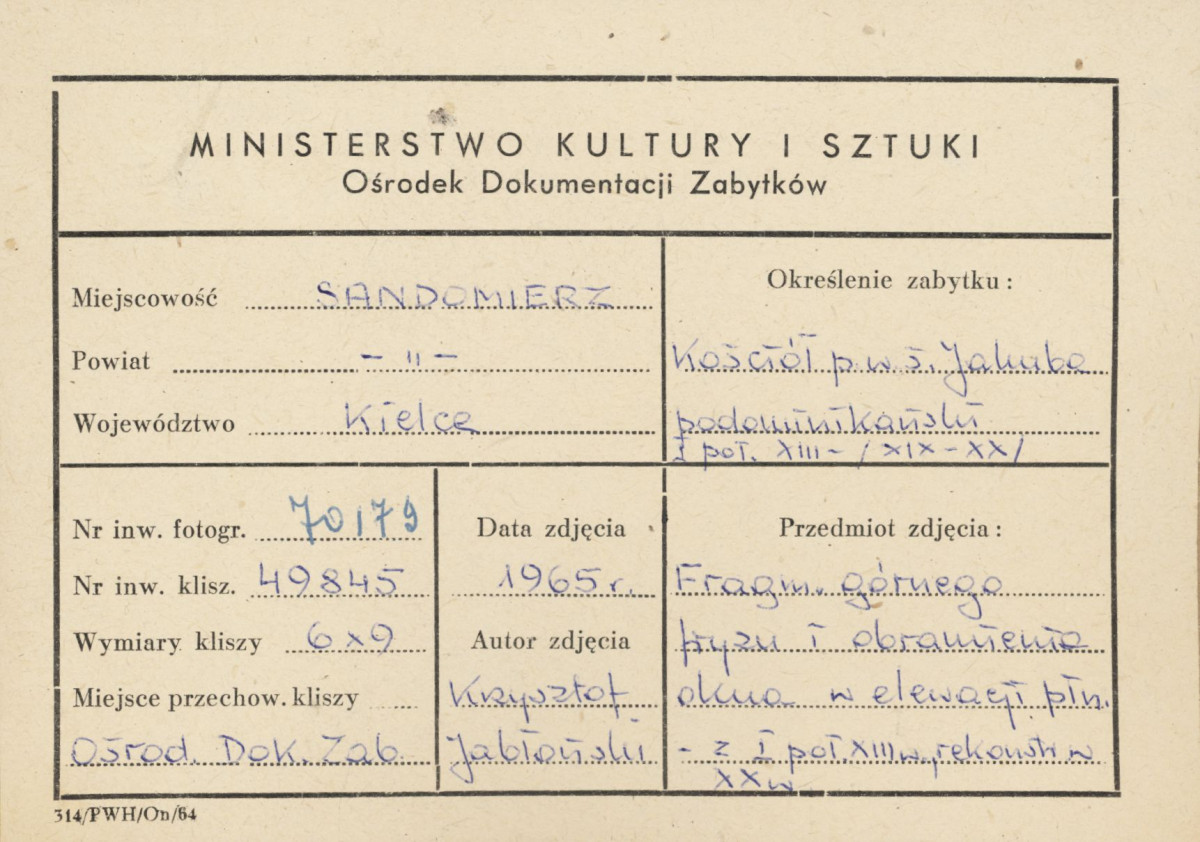 MINISTERSTWO KULTURY I SZTUKI
Ośrodek Dokumentacji Zabytków
Miejscowość SANDOMIERZ
Powiat - " -
Województwo Kielce
Określenie zabytku:
Kościół p.w. ś. Jakuba
podominikański
I poł. XIII - /XIX-XX/
Nr inw. fotogr. 70179
Nr inw. klisz. 49845
Wymiary kliszy 6x9
Miejsce przechow. kliszy
Ośrod. Dok. Zab.
Data zdjęcia
1965 r.
Autor zdjęcia
Krzysztof
Jabłoński
Przedmiot zdjęcia:
Fragm. górnego
fryzu i obramienia
okna w elewacji płn.
- z I poł. XIII w., rekonstr w
XX w
314/PWH/On/64